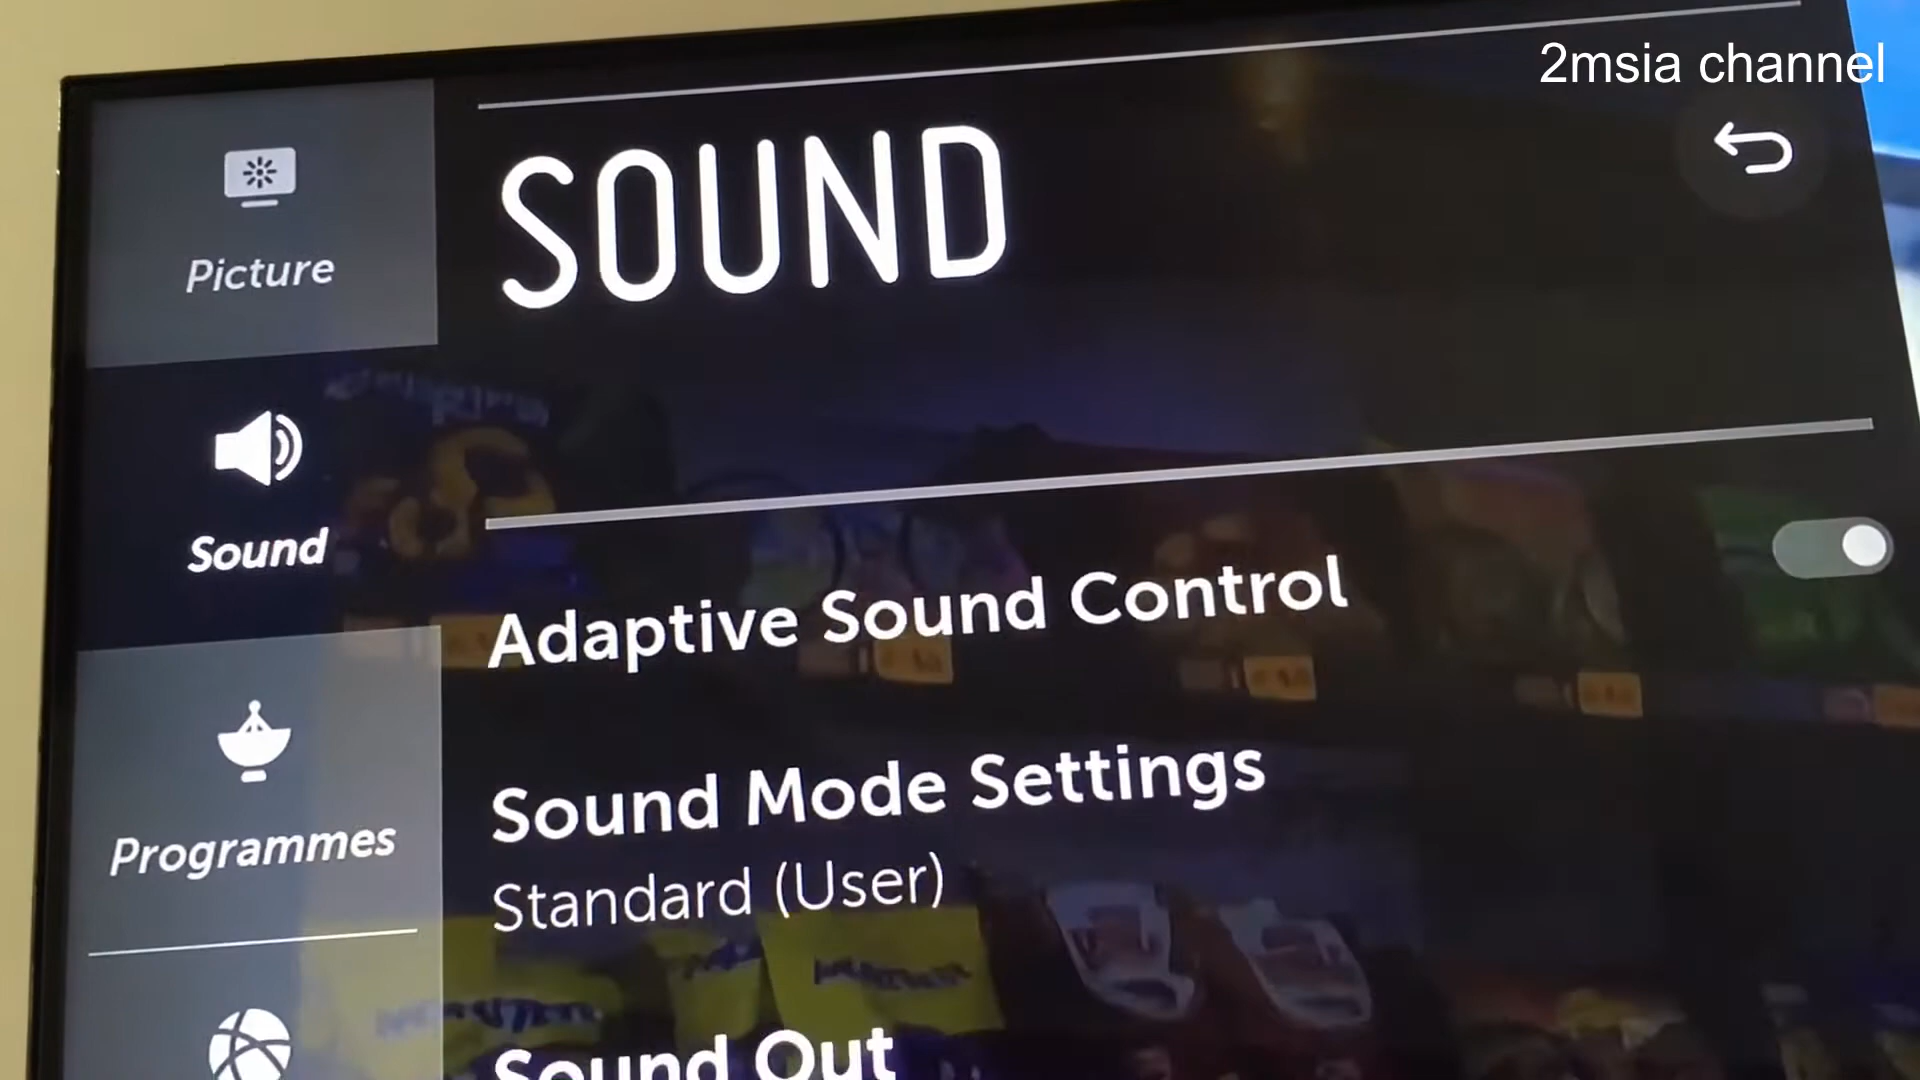 2msia channel
SOUND
Picture
Sound
Adaptive Sound Control
Sound Mode Settings
Standard (User)
Programmes
Sound Out